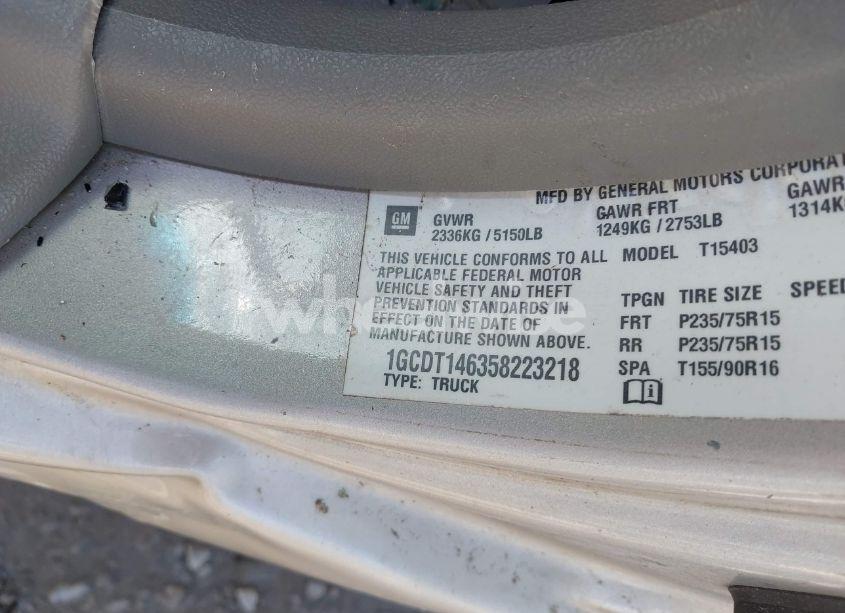 MFD BY GENERAL MOTORS CORPORAT
GM GVWR GAWR FRT GAWR
2336KG / 5150LB 1249KG / 2753LB 1314K
THIS VEHICLE CONFORMS TO ALL MODEL T15403
APPLICABLE FEDERAL MOTOR
VEHICLE SAFETY AND THEFT TPGN TIRE SIZE SPEED
PREVENTION STANDARDS IN
EFFECT ON THE DATE OF FRT P235/75R15
MANUFACTURE SHOWN ABOVE. RR P235/75R15
1GCDT146358223218 SPA T155/90R16
TYPE: TRUCK